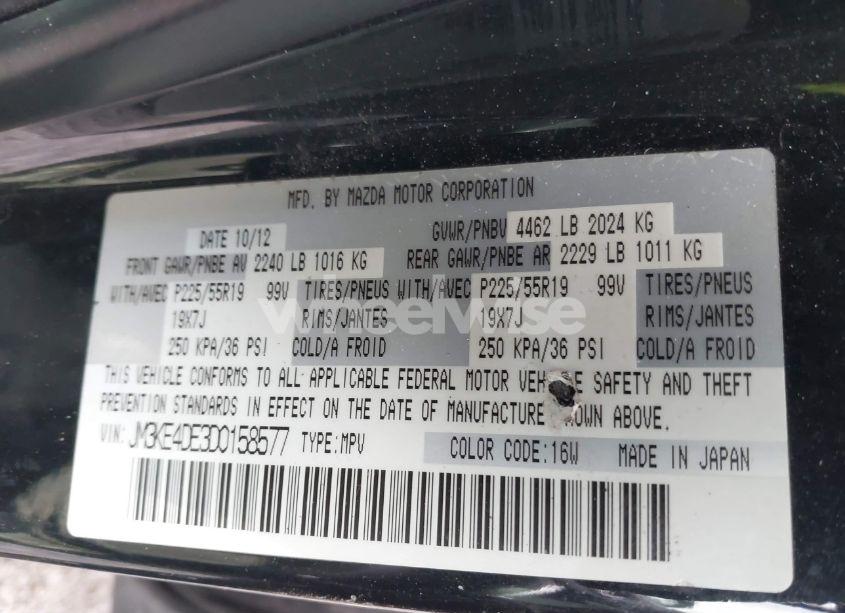 MFD. BY MAZDA MOTOR CORPORATION
DATE 10/12 GVWR/PNBV 4462 LB 2024 KG
FRONT GAWR/PNBE AV 2240 LB 1016 KG REAR GAWR/PNBE AR 2229 LB 1011 KG
WITH/AVEC P225/55R19 99V TIRES/PNEUS WITH/AVEC P225/55R19 99V TIRES/PNEUS
19X7J RIMS/JANTES 19X7J RIMS/JANTES
wheelwise
250 KPA/36 PSI COLD/A FROID 250 KPA/36 PSI COLD/A FROID
THIS VEHICLE CONFORMS TO ALL APPLICABLE FEDERAL MOTOR SAFETY AND THEFT
PREVENTION STANDARDS IN EFFECT ON THE DATE OF MANUFACTURE ABOVE.
VIN: JM3KE4DE3D0158577 TYPE:MPV COLOR CODE:16W MADE IN JAPAN